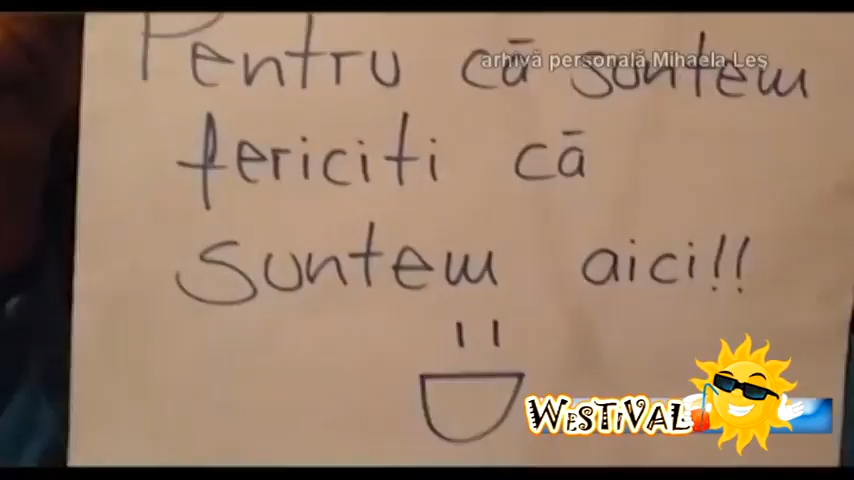 Pentru că suntem
arhivă personală Mihaela Leș
fericiti că
suntem aici!!
WESTIVAL